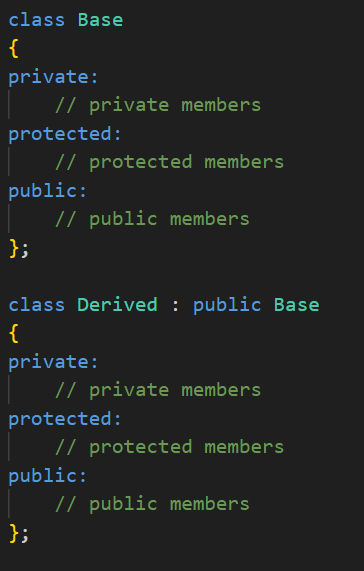 class Base
{
private:
    // private members
protected:
    // protected members
public:
    // public members
};

class Derived : public Base
{
private:
    // private members
protected:
    // protected members
public:
    // public members
};